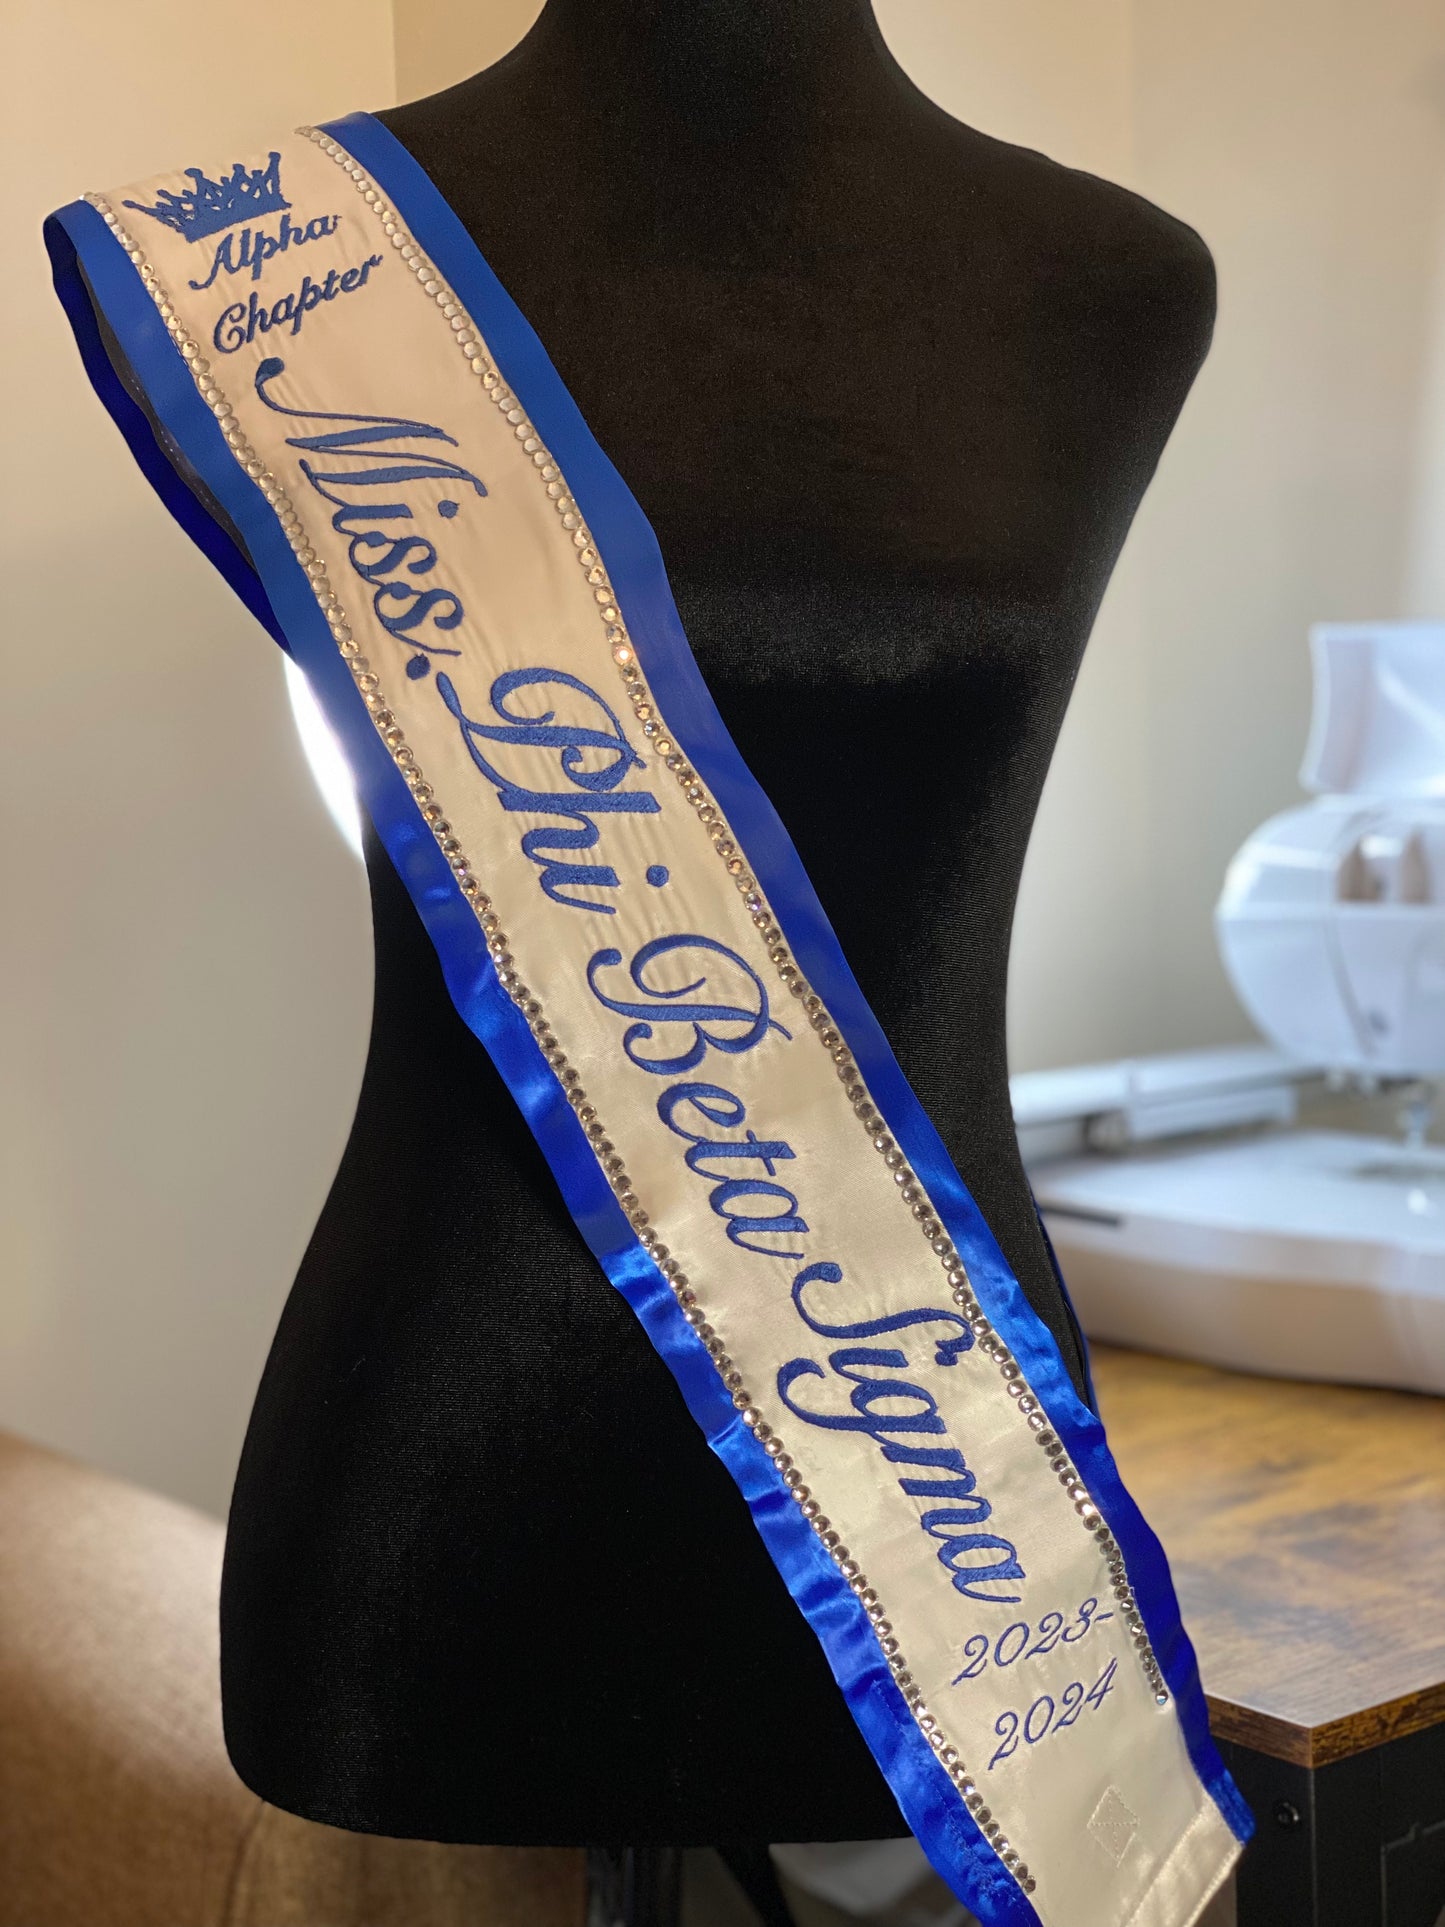 Alpha
Chapter
Miss. Phi Beta Sigma
2023-
2024